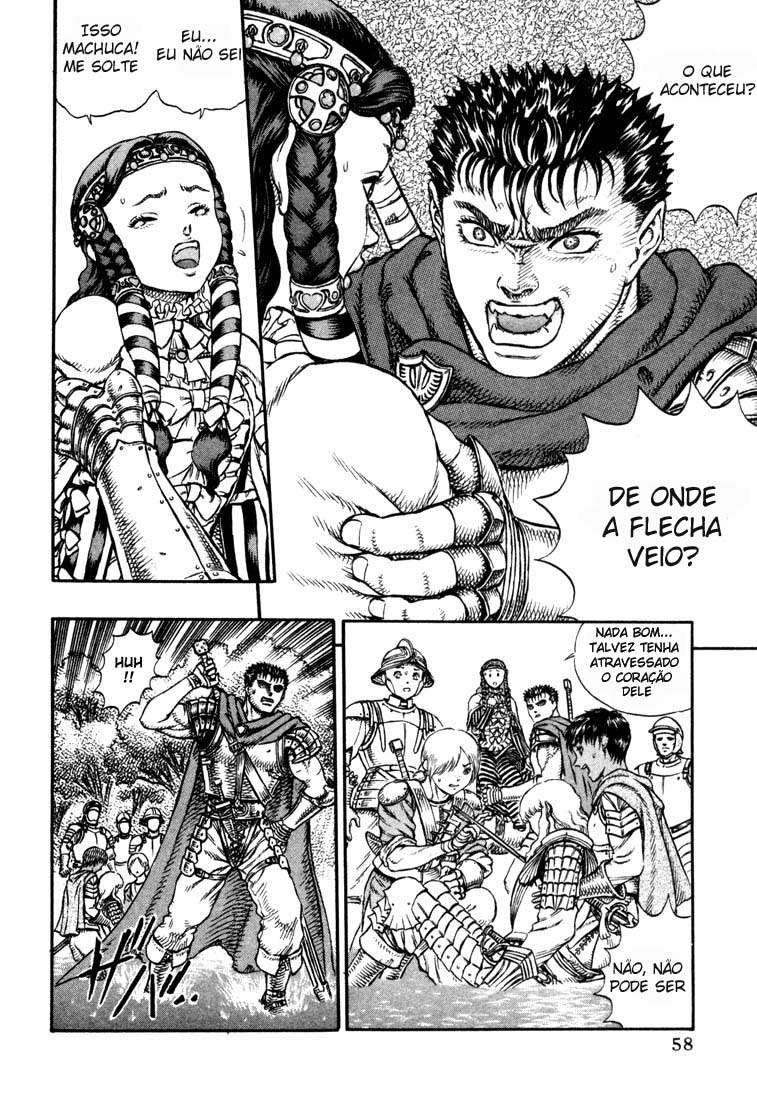 O QUE
ACONTECEU?
DE ONDE
A FLECHA
VEIO?
EU...
EU NÃO SEI
ISSO
MACHUCA!
ME SOLTE
NADA BOM...
TALVEZ TENHA
ATRAVESSADO
O CORAÇÃO
DELE
NÃO, NÃO
PODE SER
HUH
!!
58